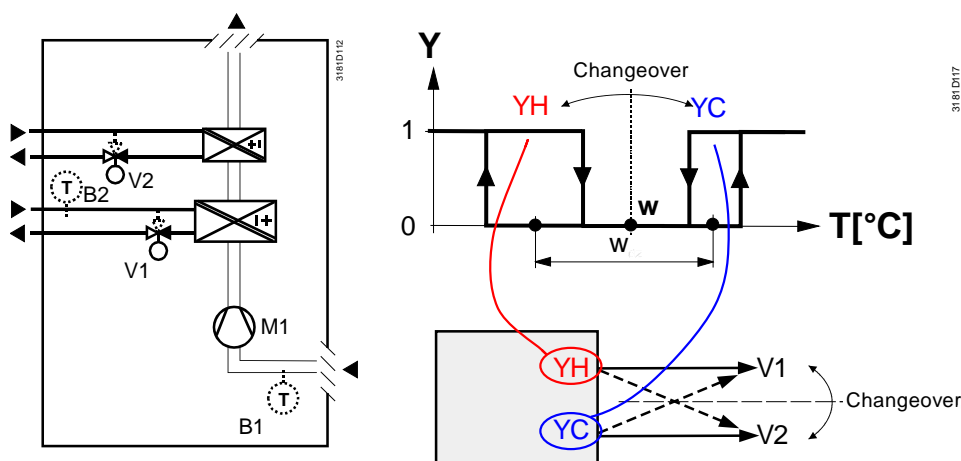 3181D112
V2
T
B2
V1
M1
T
B1
Y
Changeover
YH
YC
3181D117
1
w
0
T[°C]
W
YH
V1
Changeover
YC
V2